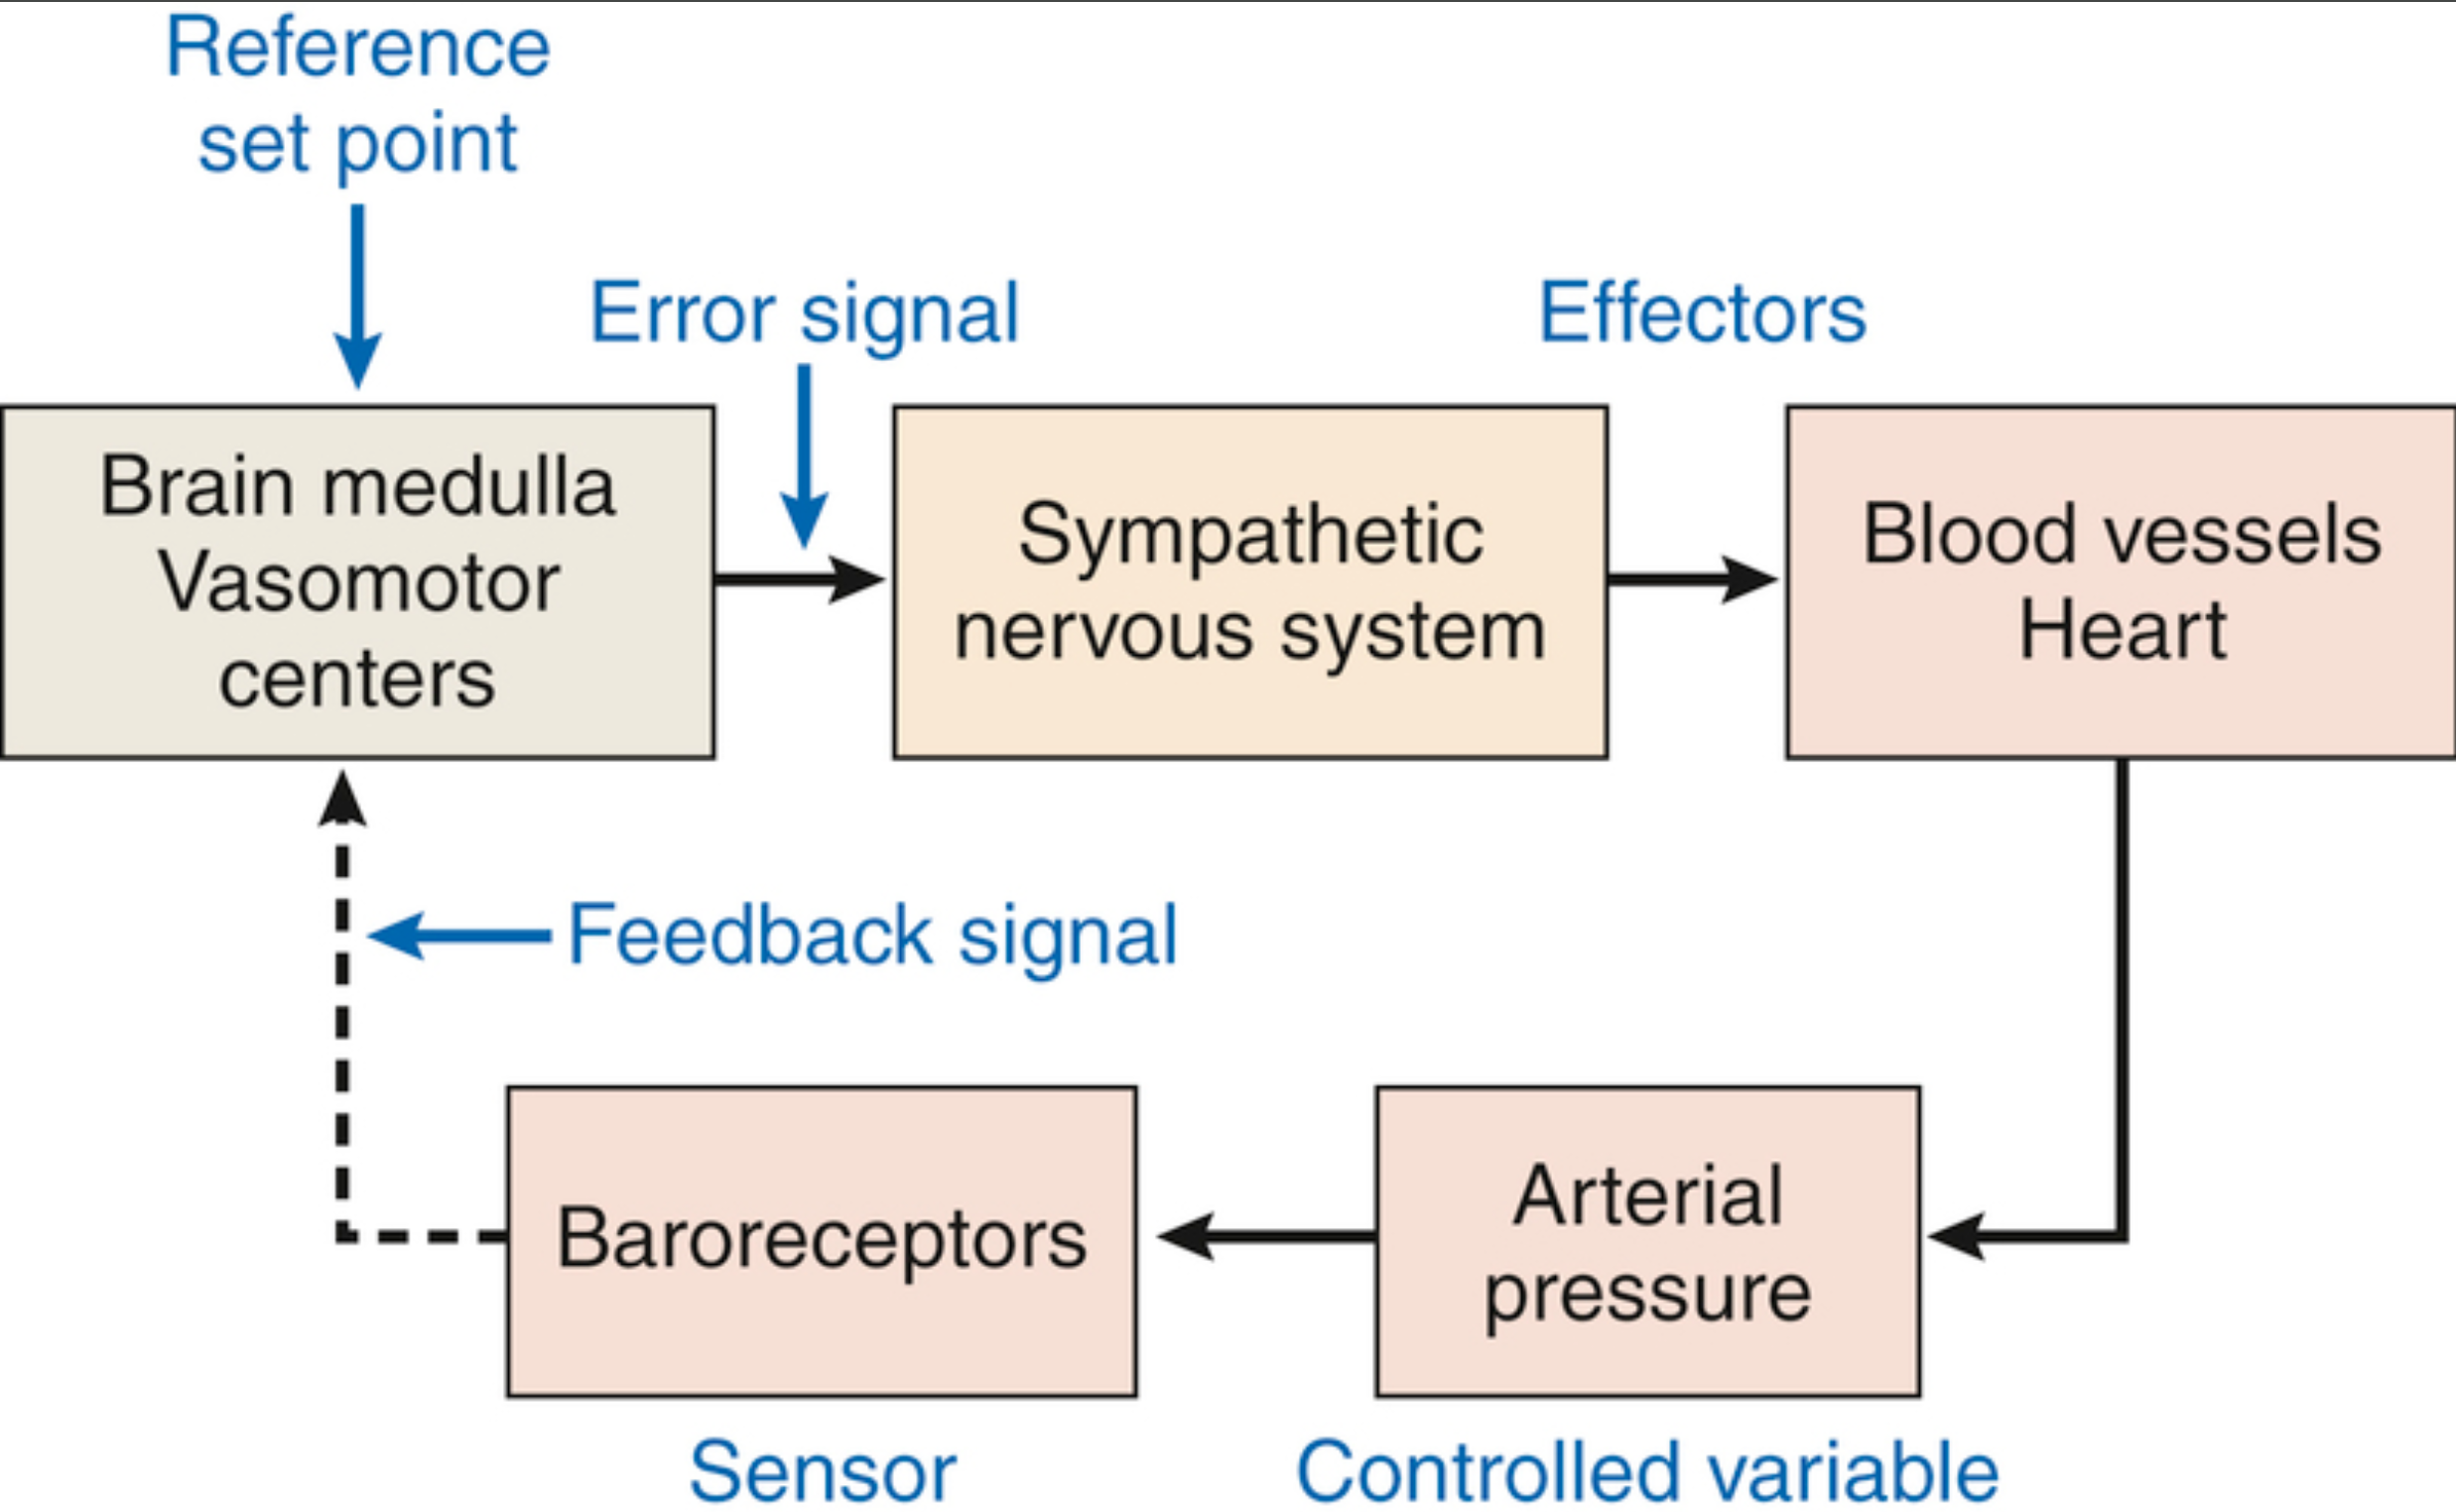 Reference
set point
Error signal
Effectors
Brain medulla
Vasomotor
centers
Sympathetic
nervous system
Blood vessels
Heart
Feedback signal
Baroreceptors
Arterial
pressure
Sensor
Controlled variable